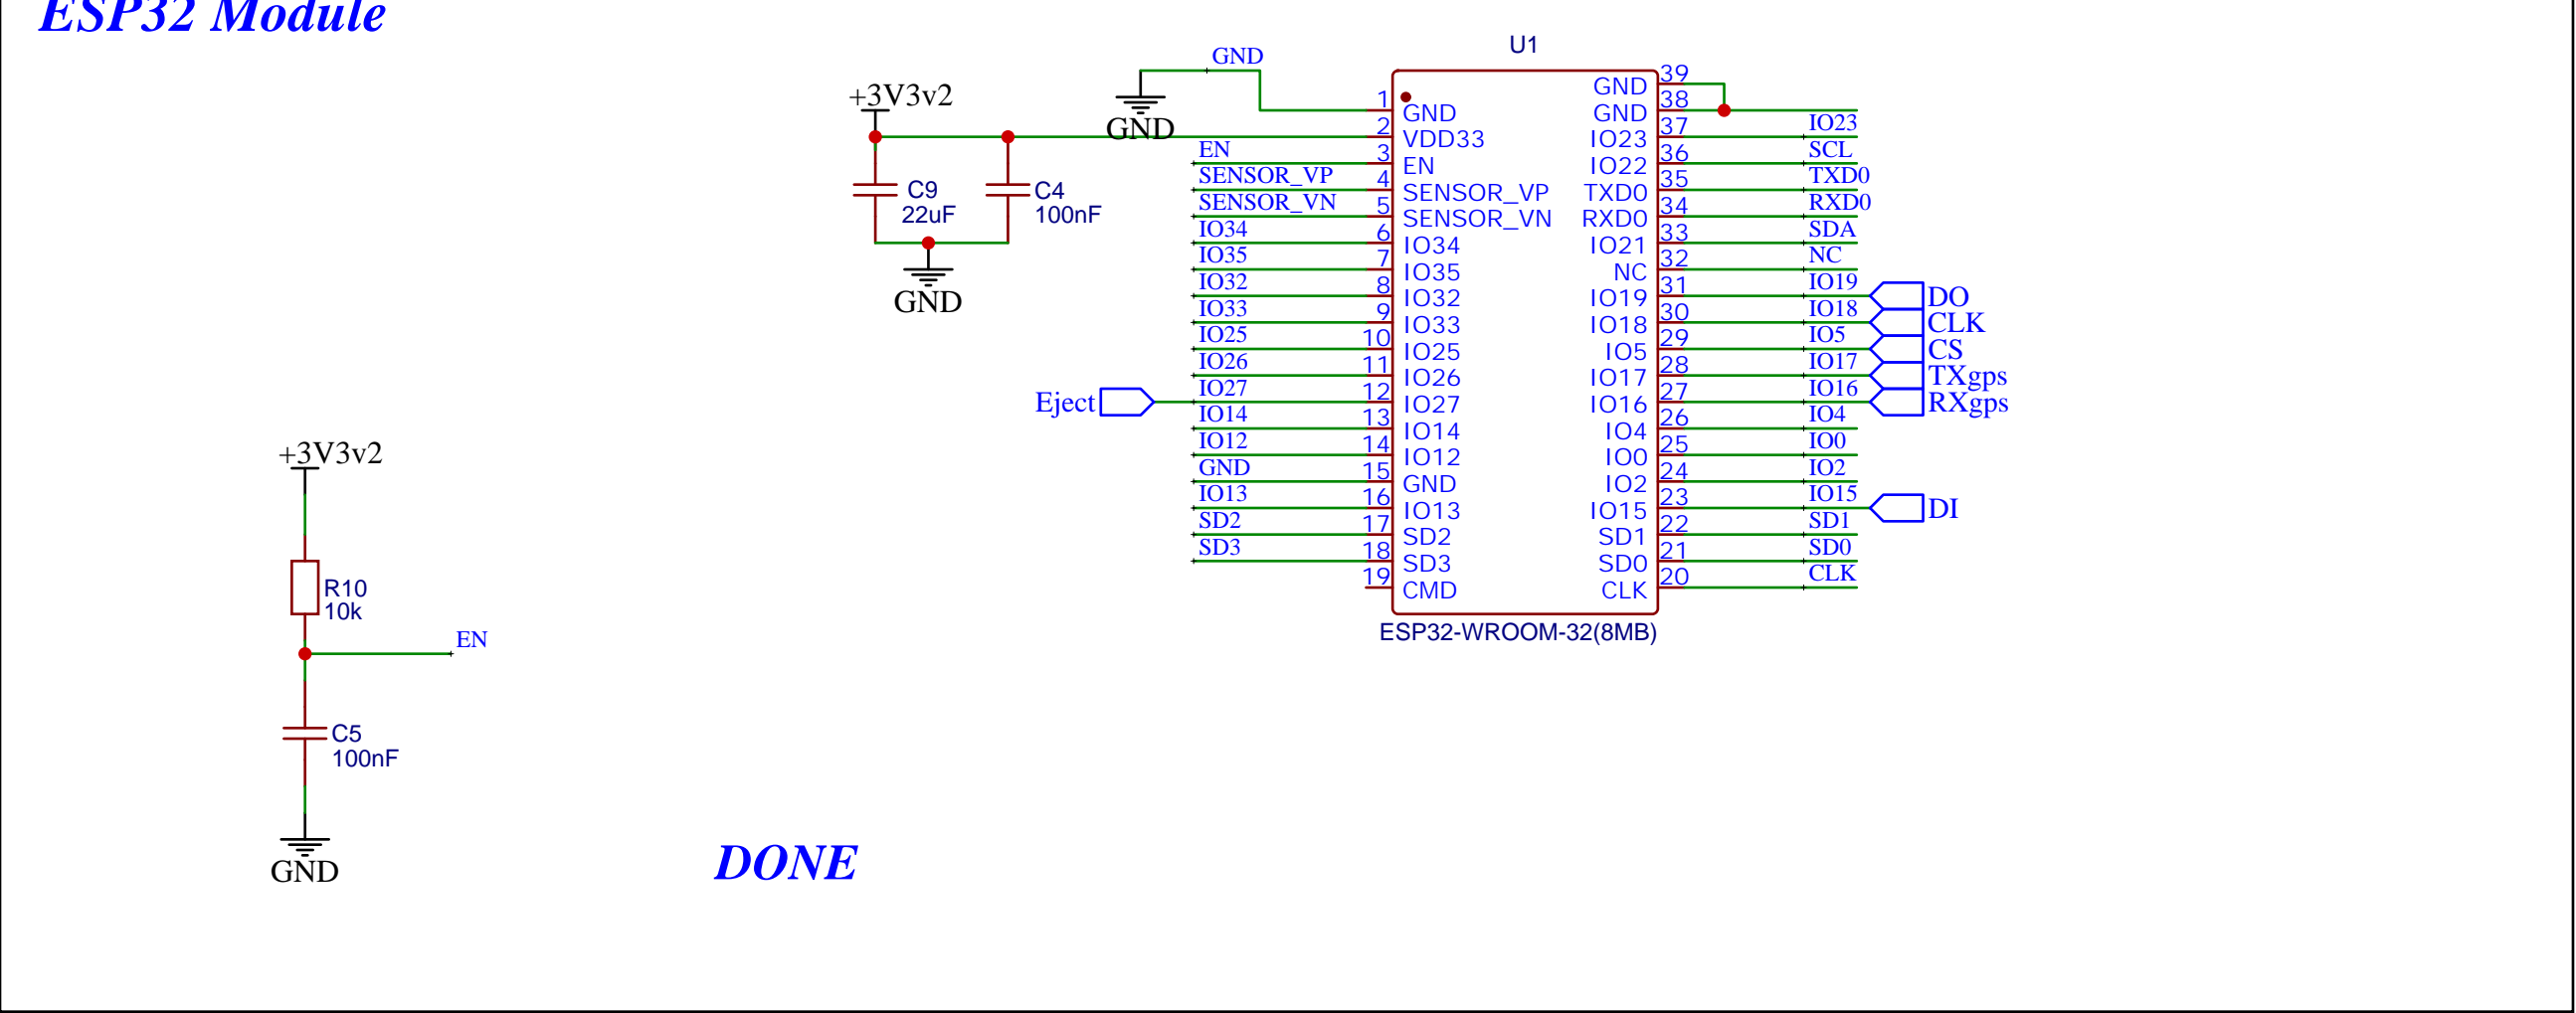 ESP32 Module
U1
GND
+3V3v2
GND
C9
22uF
C4
100nF
GND
EN
SENSOR_VP
SENSOR_VN
IO34
IO35
IO32
IO33
IO25
IO26
Eject
IO27
IO14
IO12
GND
IO13
SD2
SD3
1 GND
2 VDD33
3 EN
4 SENSOR_VP
5 SENSOR_VN
6 IO34
7 IO35
8 IO32
9 IO33
10 IO25
11 IO26
12 IO27
13 IO14
14 IO12
15 GND
16 IO13
17 SD2
18 SD3
19 CMD
GND 39
GND 38
IO23 37 IO23
IO22 36 SCL
TXD0 35 TXD0
RXD0 34 RXD0
IO21 33 SDA
NC 32 NC
IO19 31 IO19 DO
IO18 30 IO18 CLK
IO5 29 IO5 CS
IO17 28 IO17 TXgps
IO16 27 IO16 RXgps
IO4 26 IO4
IO0 25 IO0
IO2 24 IO2
IO15 23 IO15 DI
SD1 22 SD1
SD0 21 SD0
CLK 20 CLK
ESP32-WROOM-32(8MB)
+3V3v2
R10
10k
EN
C5
100nF
GND
DONE